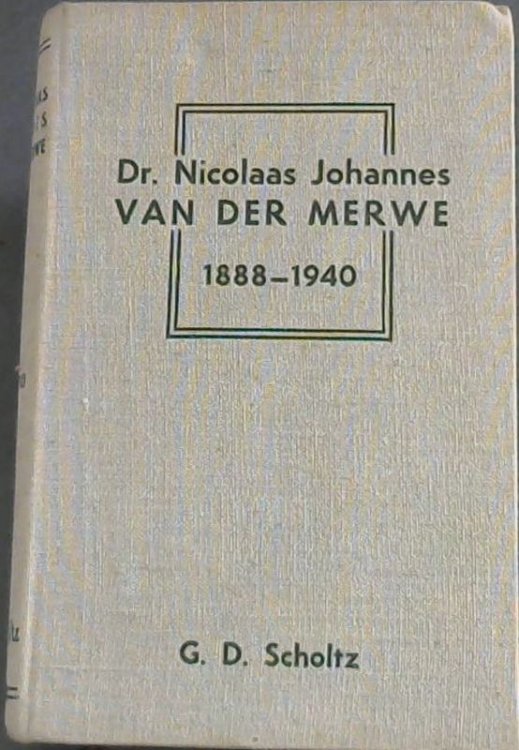 Dr. Nicolaas Johannes
VAN DER MERWE
1888–1940
G. D. Scholtz